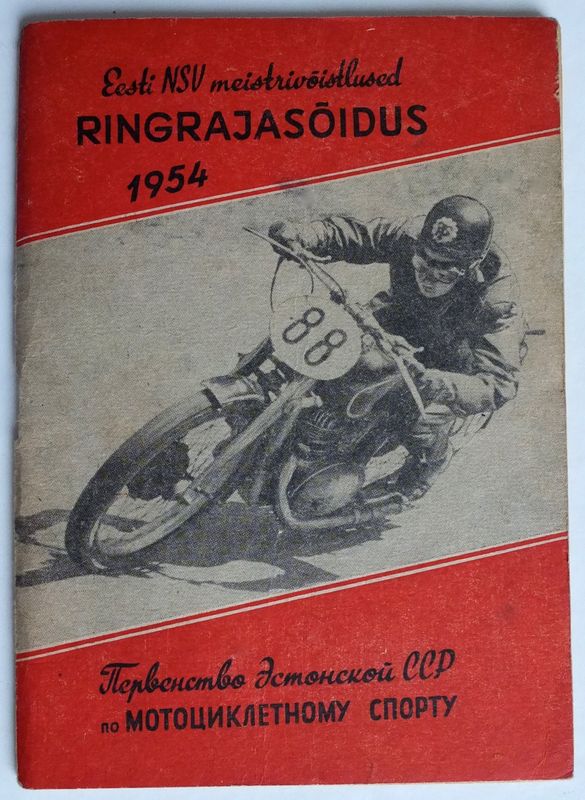 Eesti NSV meistrivõistlused
RINGRAJASÕIDUS
1954
88
Первенство Эстонской ССР
по МОТОЦИКЛЕТНОМУ СПОРТУ